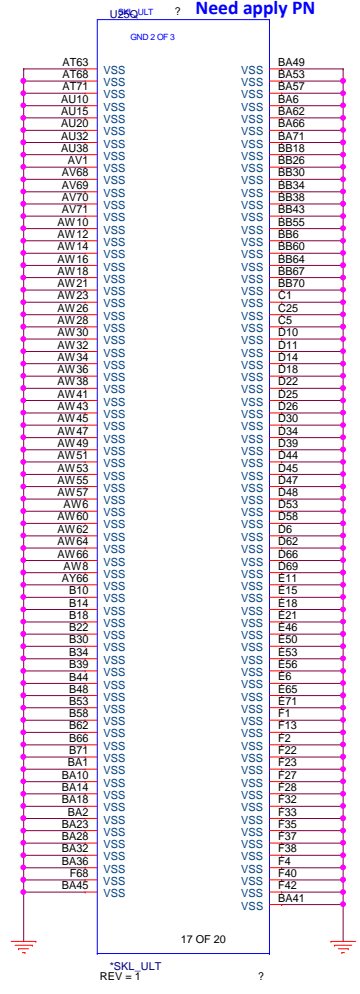 U25Q SKL_ULT ? Need apply PN
GND 2 OF 3
AT63 VSS VSS BA49
AT68 VSS VSS BA53
AT71 VSS VSS BA57
AU10 VSS VSS BA6
AU15 VSS VSS BA62
AU20 VSS VSS BA66
AU32 VSS VSS BA71
AU38 VSS VSS BB18
AV1 VSS VSS BB26
AV68 VSS VSS BB30
AV69 VSS VSS BB34
AV70 VSS VSS BB38
AV71 VSS VSS BB43
AW10 VSS VSS BB55
AW12 VSS VSS BB6
AW14 VSS VSS BB60
AW16 VSS VSS BB64
AW18 VSS VSS BB67
AW21 VSS VSS BB70
AW23 VSS VSS C1
AW26 VSS VSS C25
AW28 VSS VSS C5
AW30 VSS VSS D10
AW32 VSS VSS D11
AW34 VSS VSS D14
AW36 VSS VSS D18
AW38 VSS VSS D22
AW41 VSS VSS D25
AW43 VSS VSS D26
AW45 VSS VSS D30
AW47 VSS VSS D34
AW49 VSS VSS D39
AW51 VSS VSS D44
AW53 VSS VSS D45
AW55 VSS VSS D47
AW57 VSS VSS D48
AW6 VSS VSS D53
AW60 VSS VSS D58
AW62 VSS VSS D6
AW64 VSS VSS D62
AW66 VSS VSS D66
AW8 VSS VSS D69
AY66 VSS VSS E11
B10 VSS VSS E15
B14 VSS VSS E18
B18 VSS VSS E21
B22 VSS VSS E46
B30 VSS VSS E50
B34 VSS VSS E53
B39 VSS VSS E56
B44 VSS VSS E6
B48 VSS VSS E65
B53 VSS VSS E71
B58 VSS VSS F1
B62 VSS VSS F13
B66 VSS VSS F2
B71 VSS VSS F22
BA1 VSS VSS F23
BA10 VSS VSS F27
BA14 VSS VSS F28
BA18 VSS VSS F32
BA2 VSS VSS F33
BA23 VSS VSS F35
BA28 VSS VSS F37
BA32 VSS VSS F38
BA36 VSS VSS F4
F68 VSS VSS F40
BA45 VSS VSS F42
VSS BA41
17 OF 20
*SKL_ULT
REV = 1 ?